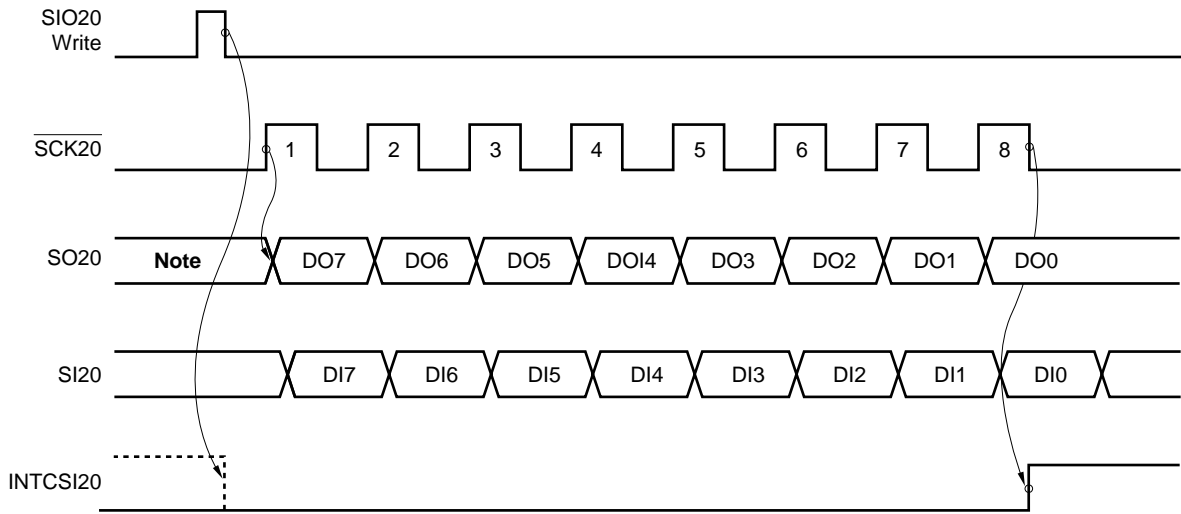 SIO20
Write
SCK20
1 2 3 4 5 6 7 8
SO20
Note DO7 DO6 DO5 DOI4 DO3 DO2 DO1 DO0
SI20
DI7 DI6 DI5 DI4 DI3 DI2 DI1 DI0
INTCSI20